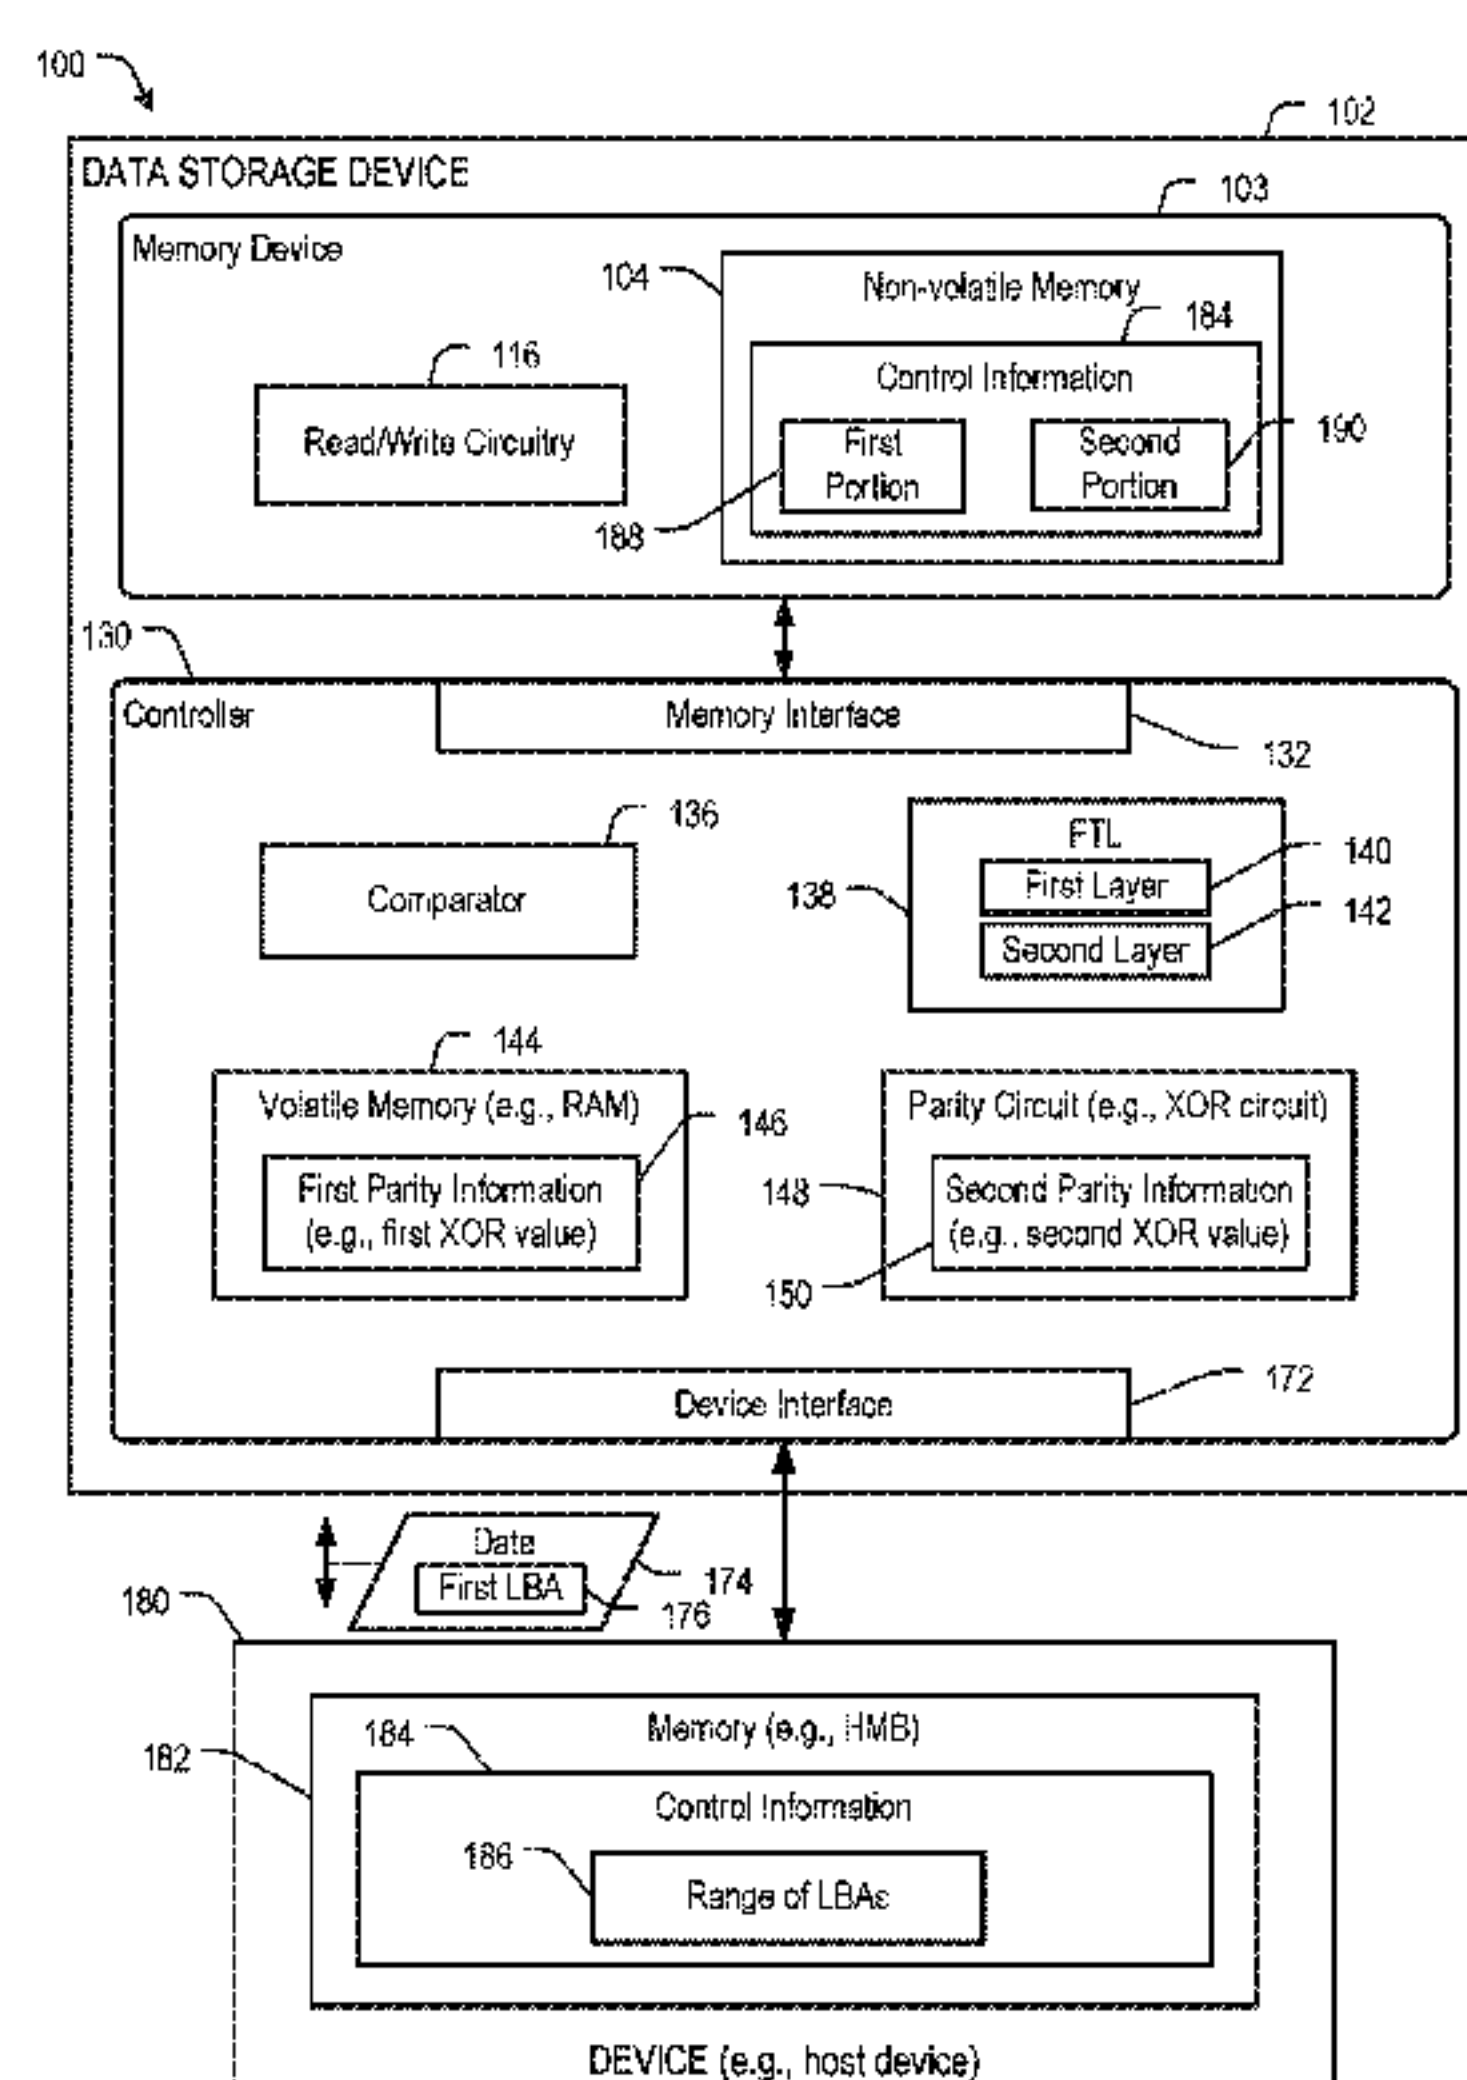 100
102
DATA STORAGE DEVICE
103
Memory Device
104
Non-volatile Memory
184
116
Control Information
Read/Write Circuitry
First
Portion
Second
Portion
190
188
130
Controller
Memory Interface
132
136
Comparator
FTL
138
First Layer
140
Second Layer
142
144
Volatile Memory (e.g., RAM)
146
First Parity Information
(e.g., first XOR value)
Parity Circuit (e.g., XOR circuit)
148
Second Parity Information
(e.g., second XOR value)
150
Device Interface
172
Data
First LBA
174
176
180
182
184
Memory (e.g., HMB)
Control Information
186
Range of LBAs
DEVICE (e.g., host device)